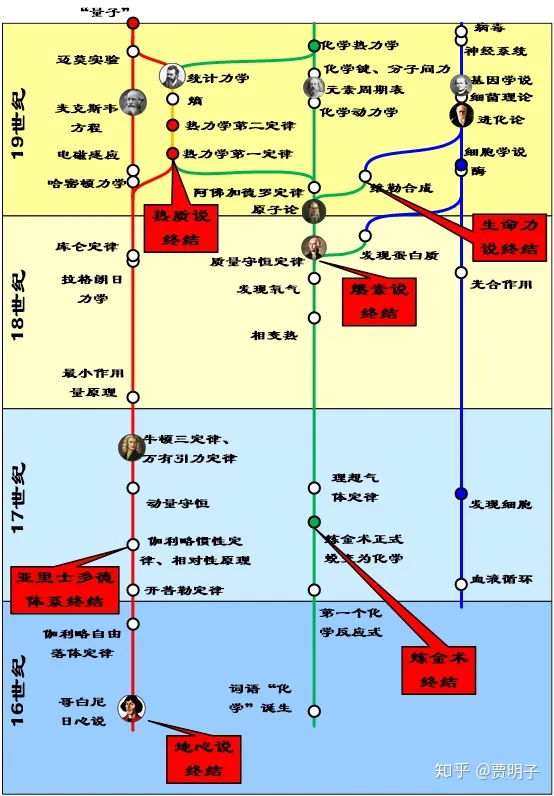 “量子”
病毒
迈莫实验
神经系统
化学热力学
统计力学
化学键、分子间力
基因学说
元素周期表
细菌理论
熵
麦克斯韦
方程
化学动力学
进化论
19世纪
热力学第二定律
电磁感应
热力学第一定律
细胞学说
酶
哈密顿力学
阿佛加德罗定律
维勒合成
原子论
热质说
终结
生命力
说终结
库仑定律
质量守恒定律
发现蛋白质
拉格朗日
力学
发现氧气
燃素说
终结
光合作用
18世纪
相变热
最小作用
量原理
牛顿三定律、
万有引力定律
17世纪
动量守恒
理想气
体定律
发现细胞
伽利略惯性定
律、相对性原理
炼金术正式
蜕变为化学
亚里士多德
体系终结
开普勒定律
血液循环
第一个化
学反应式
伽利略自由
落体定律
炼金术
终结
16世纪
哥白尼
日心说
词语“化
学”诞生
地心说
终结
知乎 @贾明子